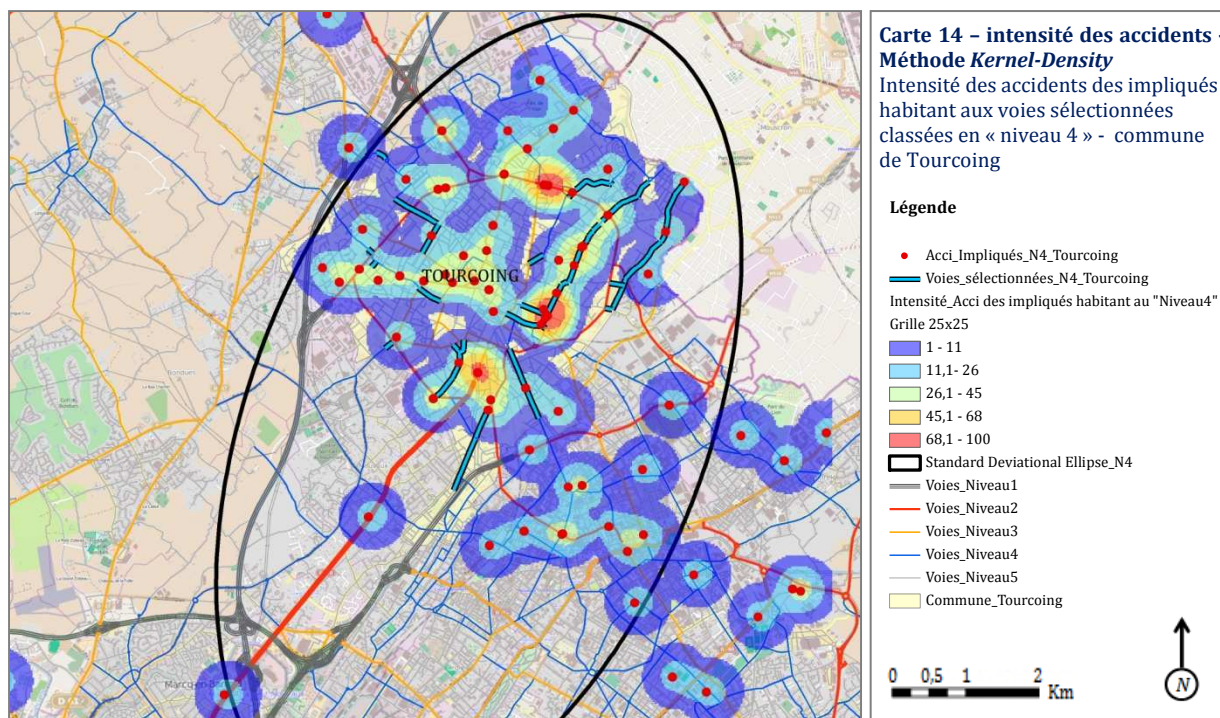 Carte 14 – intensité des accidents -
Méthode Kernel-Density
Intensité des accidents des impliqués
habitant aux voies sélectionnées
classées en « niveau 4 » - commune
de Tourcoing
Légende
Acci_Impliqués_N4_Tourcoing
Voies_sélectionnées_N4_Tourcoing
Intensité_Acci des impliqués habitant au "Niveau4"
Grille 25x25
1 - 11
11,1- 26
26,1 - 45
45,1 - 68
68,1 - 100
Standard Deviational Ellipse_N4
Voies_Niveau1
Voies_Niveau2
Voies_Niveau3
Voies_Niveau4
Voies_Niveau5
Commune_Tourcoing
0 0,5 1 2
Km
N
TOURCOING
Mouscron
Bondues